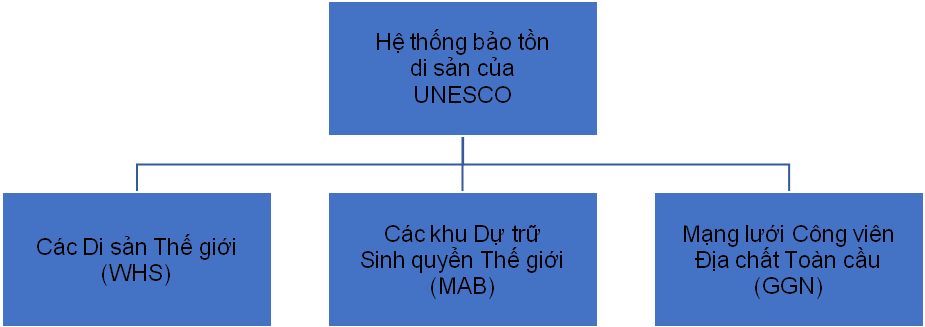 Hệ thống bảo tồn
di sản của
UNESCO
Các Di sản Thế giới
(WHS)
Các khu Dự trữ
Sinh quyển Thế giới
(MAB)
Mạng lưới Công viên
Địa chất Toàn cầu
(GGN)